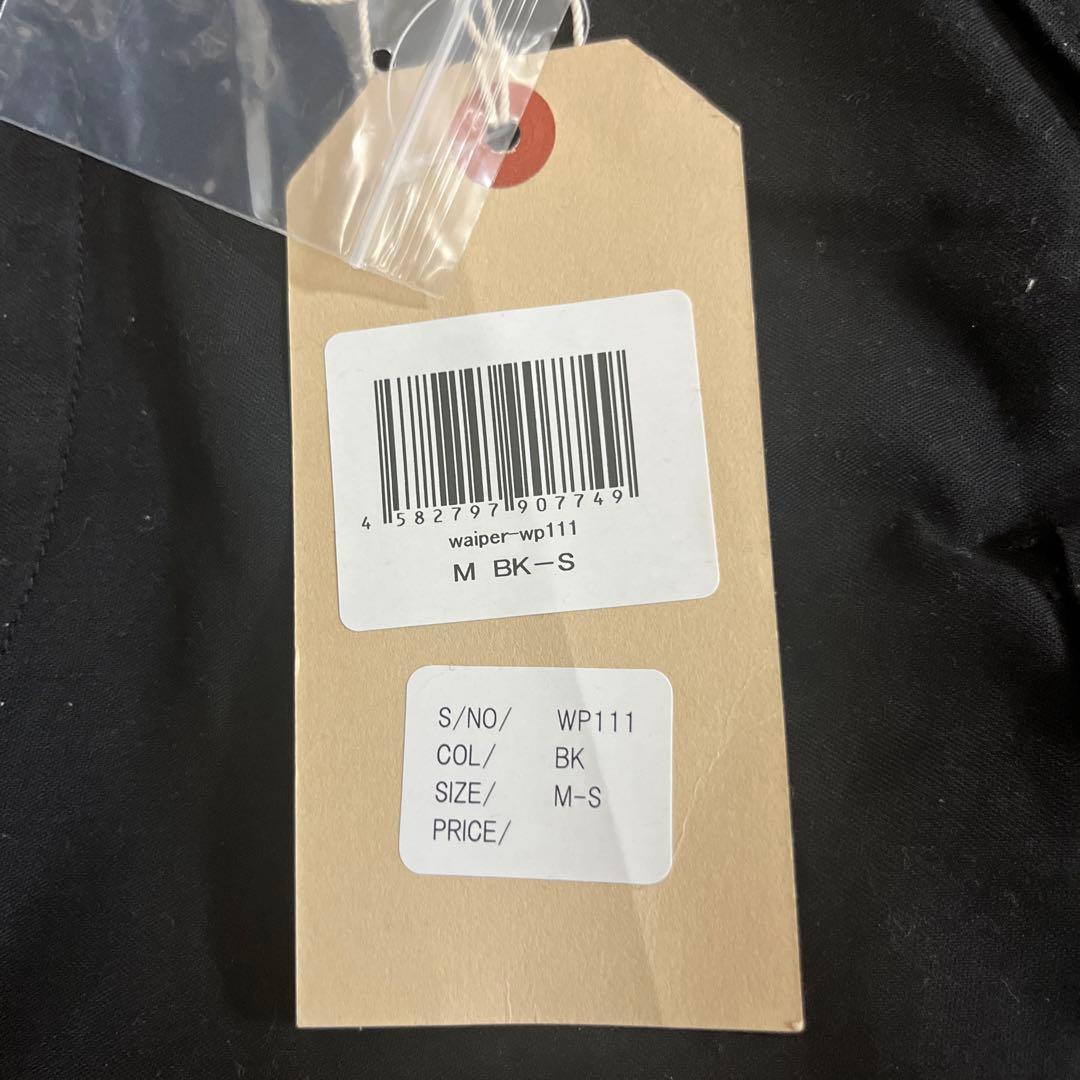 4 582797 907749
waiper-wp111
M BK-S
S/NO/ WP111
COL/ BK
SIZE/ M-S
PRICE/